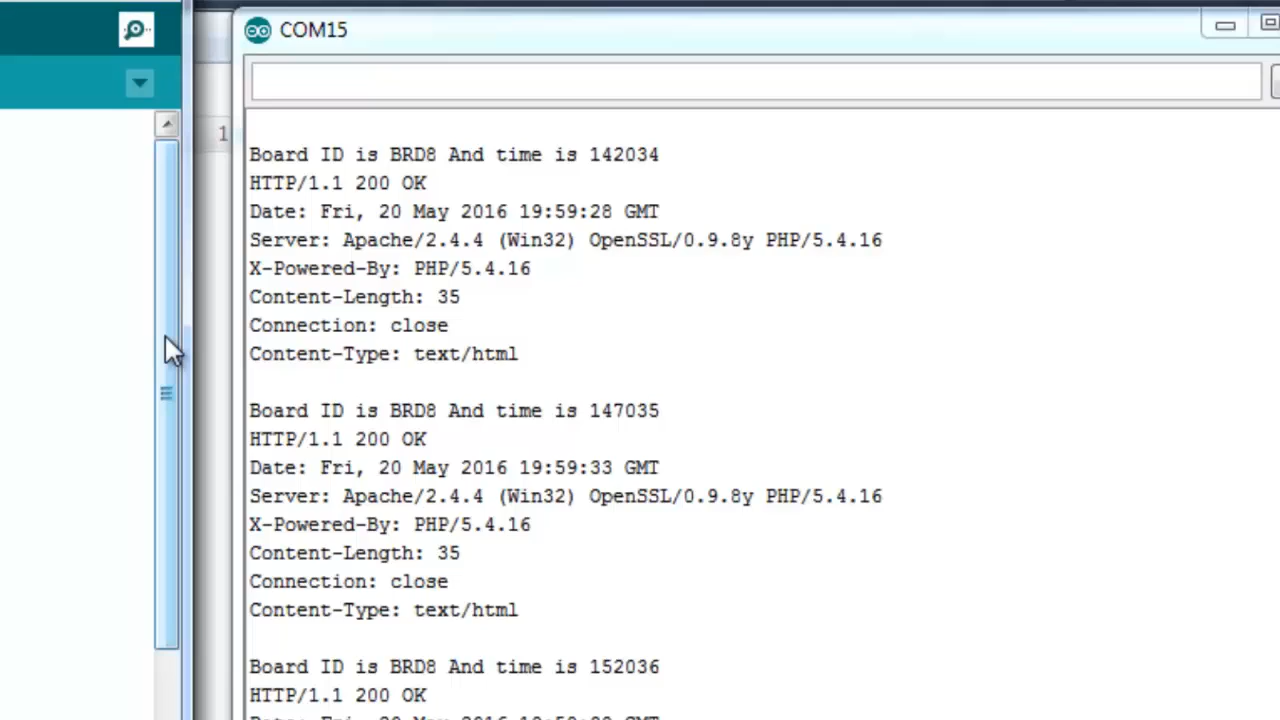 COM15
1
Board ID is BRD8 And time is 142034
HTTP/1.1 200 OK
Date: Fri, 20 May 2016 19:59:28 GMT
Server: Apache/2.4.4 (Win32) OpenSSL/0.9.8y PHP/5.4.16
X-Powered-By: PHP/5.4.16
Content-Length: 35
Connection: close
Content-Type: text/html
Board ID is BRD8 And time is 147035
HTTP/1.1 200 OK
Date: Fri, 20 May 2016 19:59:33 GMT
Server: Apache/2.4.4 (Win32) OpenSSL/0.9.8y PHP/5.4.16
X-Powered-By: PHP/5.4.16
Content-Length: 35
Connection: close
Content-Type: text/html
Board ID is BRD8 And time is 152036
HTTP/1.1 200 OK